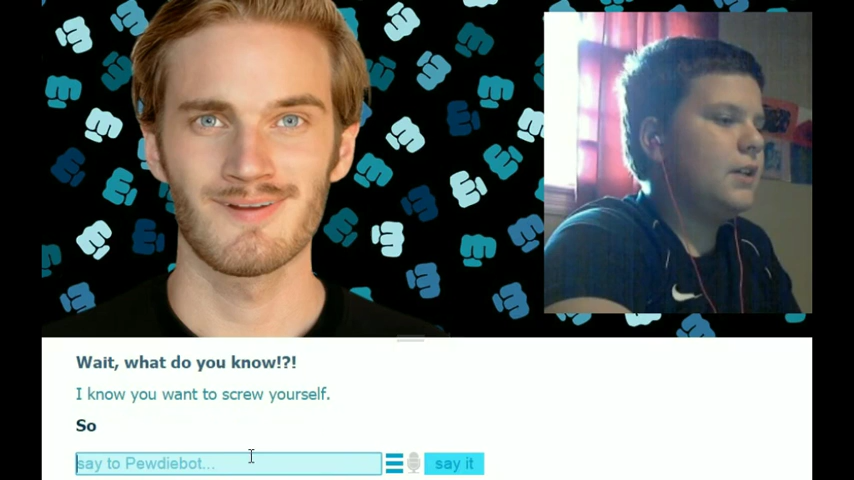 Wait, what do you know!?!
I know you want to screw yourself.
So
say to Pewdiebot...
say it